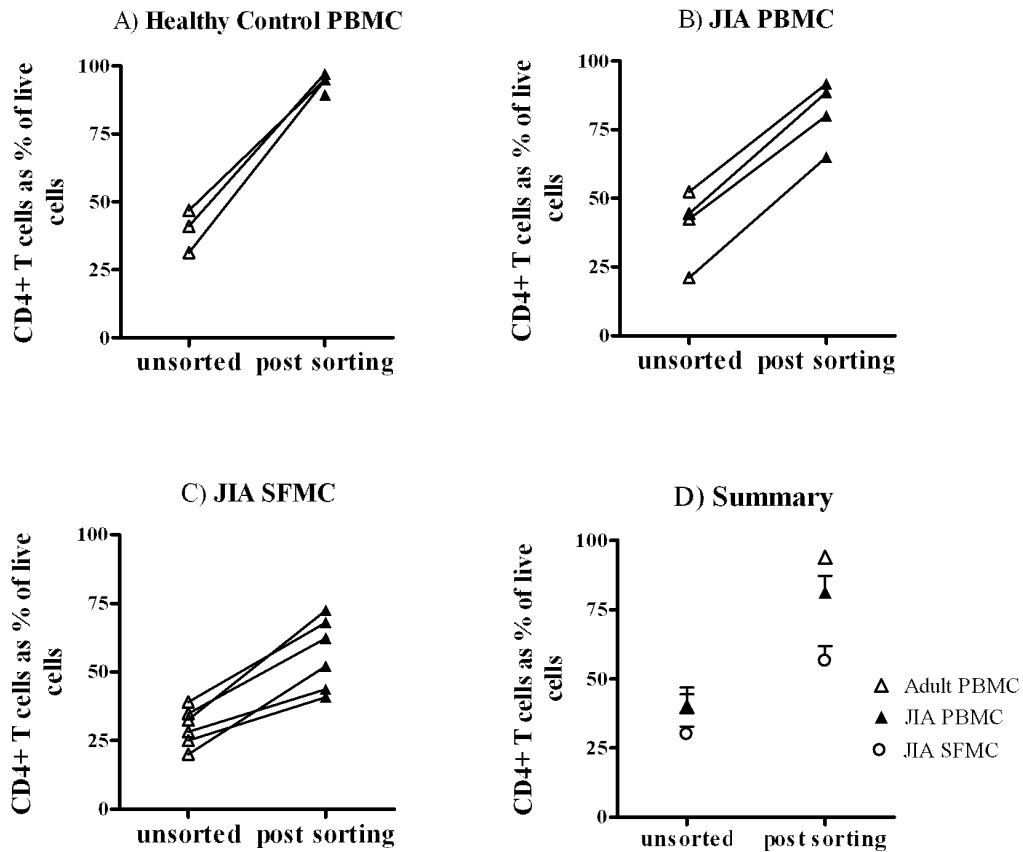 A) Healthy Control PBMC
CD4+ T cells as % of live
cells
100
75
50
25
0
unsorted post sorting
B) JIA PBMC
CD4+ T cells as % of live
cells
100
75
50
25
0
unsorted post sorting
C) JIA SFMC
CD4+ T cells as % of live
cells
100
75
50
25
0
unsorted post sorting
D) Summary
CD4+ T cells as % of live
cells
100
75
50
25
0
unsorted post sorting
Adult PBMC
JIA PBMC
JIA SFMC